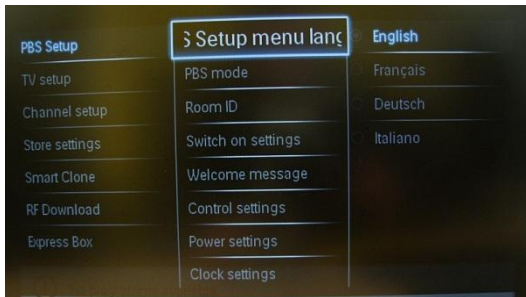 PBS Setup
TV setup
Channel setup
Store settings
Smart Clone
RF Download
Express Box
S Setup menu lang
PBS mode
Room ID
Switch on settings
Welcome message
Control settings
Power settings
Clock settings
English
Français
Deutsch
Italiano